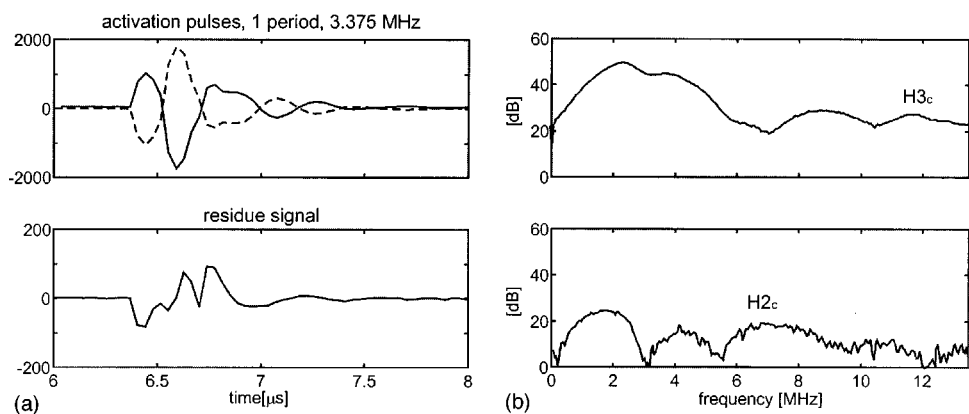 activation pulses, 1 period, 3.375 MHz
2000
0
-2000
residue signal
200
0
-200
6 6.5 7 7.5 8
time[μs]
(a)
60
40
20
0
[dB]
H3c
60
40
20
0
[dB]
H2c
0 2 4 6 8 10 12
frequency [MHz]
(b)